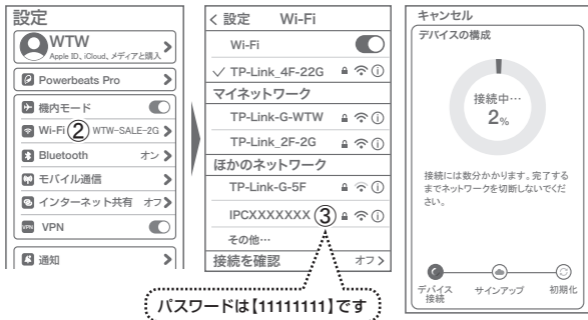 設定
WTW
Apple ID、iCloud、メディアと購入
Powerbeats Pro
機内モード
Wi-Fi ② WTW-SALE-2G
Bluetooth オン
モバイル通信
インターネット共有 オフ
VPN VPN
通知
設定 Wi-Fi
Wi-Fi
TP-Link_4F-22G
マイネットワーク
TP-Link-G-WTW
TP-Link_2F-2G
ほかのネットワーク
TP-Link-G-5F
IPCXXXXXXX ③
その他…
接続を確認 オフ
パスワードは【11111111】です
キャンセル
デバイスの構成
接続中…
2%
接続には数分かかります。完了する
までネットワークを切断しないでくだ
さい。
デバイス
接続
サインアップ
初期化